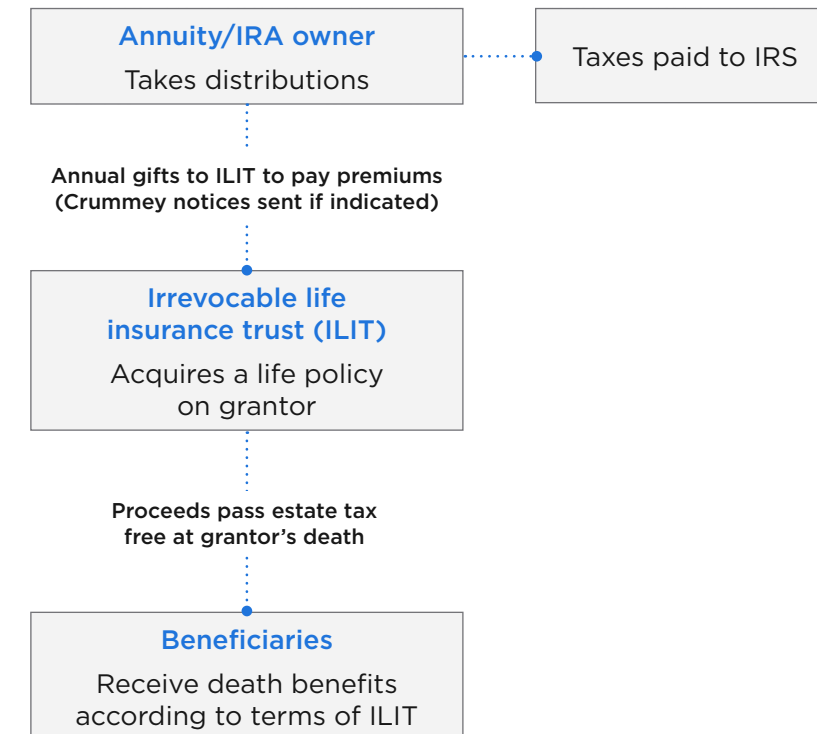 Annuity/IRA owner
Takes distributions
Taxes paid to IRS
Annual gifts to ILIT to pay premiums
(Crummey notices sent if indicated)
Irrevocable life
insurance trust (ILIT)
Acquires a life policy
on grantor
Proceeds pass estate tax
free at grantor’s death
Beneficiaries
Receive death benefits
according to terms of ILIT